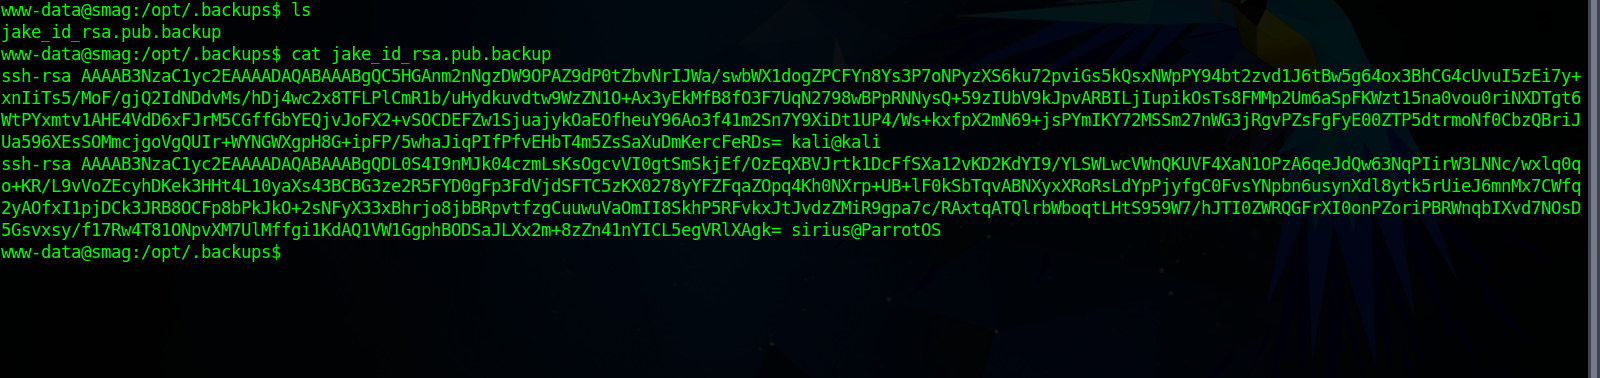 www-data@smag:/opt/.backups$ ls
jake_id_rsa.pub.backup
www-data@smag:/opt/.backups$ cat jake_id_rsa.pub.backup
ssh-rsa AAAAB3NzaC1yc2EAAAADAQABAAABgQC5HGAnm2nNgzDW9OPAZ9dP0tZbvNrIJWa/swbWX1dogZPCFYn8Ys3P7oNPyzXS6ku72pviGs5kQsxNWpPY94bt2zvd1J6tBw5g64ox3BhCG4cUvuI5zEi7y+
xnIiTs5/MoF/gjQ2IdNDdvMs/hDj4wc2x8TFLPlCmR1b/uHydkuvdtw9WzZN1O+Ax3yEkMfB8fO3F7UqN2798wBPpRNNysQ+59zIUbV9kJpvARBILjIupikOsTs8FMMp2Um6aSpFKWzt15na0vou0riNXDTgt6
WtPYxmtv1AHE4VdD6xFJrM5CGffGbYEQjvJoFX2+vSOCDEFZw1SjuajykOaEOfheuY96Ao3f41m2Sn7Y9XiDt1UP4/Ws+kxfpX2mN69+jsPYmIKY72MSSm27nWG3jRgvPZsFgFyE00ZTP5dtrmoNf0CbzQBriJ
Ua596XEsSOMmcjgoVgQUIr+WYNGWXgpH8G+ipFP/5whaJiqPIfPfvEHbT4m5ZsSaXuDmKercFeRDs= kali@kali
ssh-rsa AAAAB3NzaC1yc2EAAAADAQABAAABgQDL0S4I9nMJk04czmLsKsOgcvVI0gtSmSkjEf/OzEqXBVJrtk1DcFfSXa12vKD2KdYI9/YLSWLwcVWnQKUVF4XaN1OPzA6qeJdQw63NqPIirW3LNNc/wxlq0q
o+KR/L9vVoZEcyhDKek3HHt4L10yaXs43BCBG3ze2R5FYD0gFp3FdVjdSFTC5zKX0278yYFZFqaZOpq4Kh0NXrp+UB+lF0kSbTqvABNXyxXRoRsLdYpPjyfgC0FvsYNpbn6usynXdl8ytk5rUieJ6mnMx7CWfq
2yAOfxI1pjDCk3JRB8OCFp8bPkJkO+2sNFyX33xBhrjo8jbBRpvtfzgCuuwuVaOmII8SkhP5RFvkxJtJvdzZMiR9gpa7c/RAxtqATQlrbWboqtLHtS959W7/hJTI0ZWRQGFrXI0onPZoriPBRWnqbIXvd7NOsD
5Gsvxsy/f17Rw4T81ONpvXM7UlMffgi1KdAQ1VW1GgphBODSaJLXx2m+8zZn41nYICL5egVRlXAgk= sirius@ParrotOS
www-data@smag:/opt/.backups$